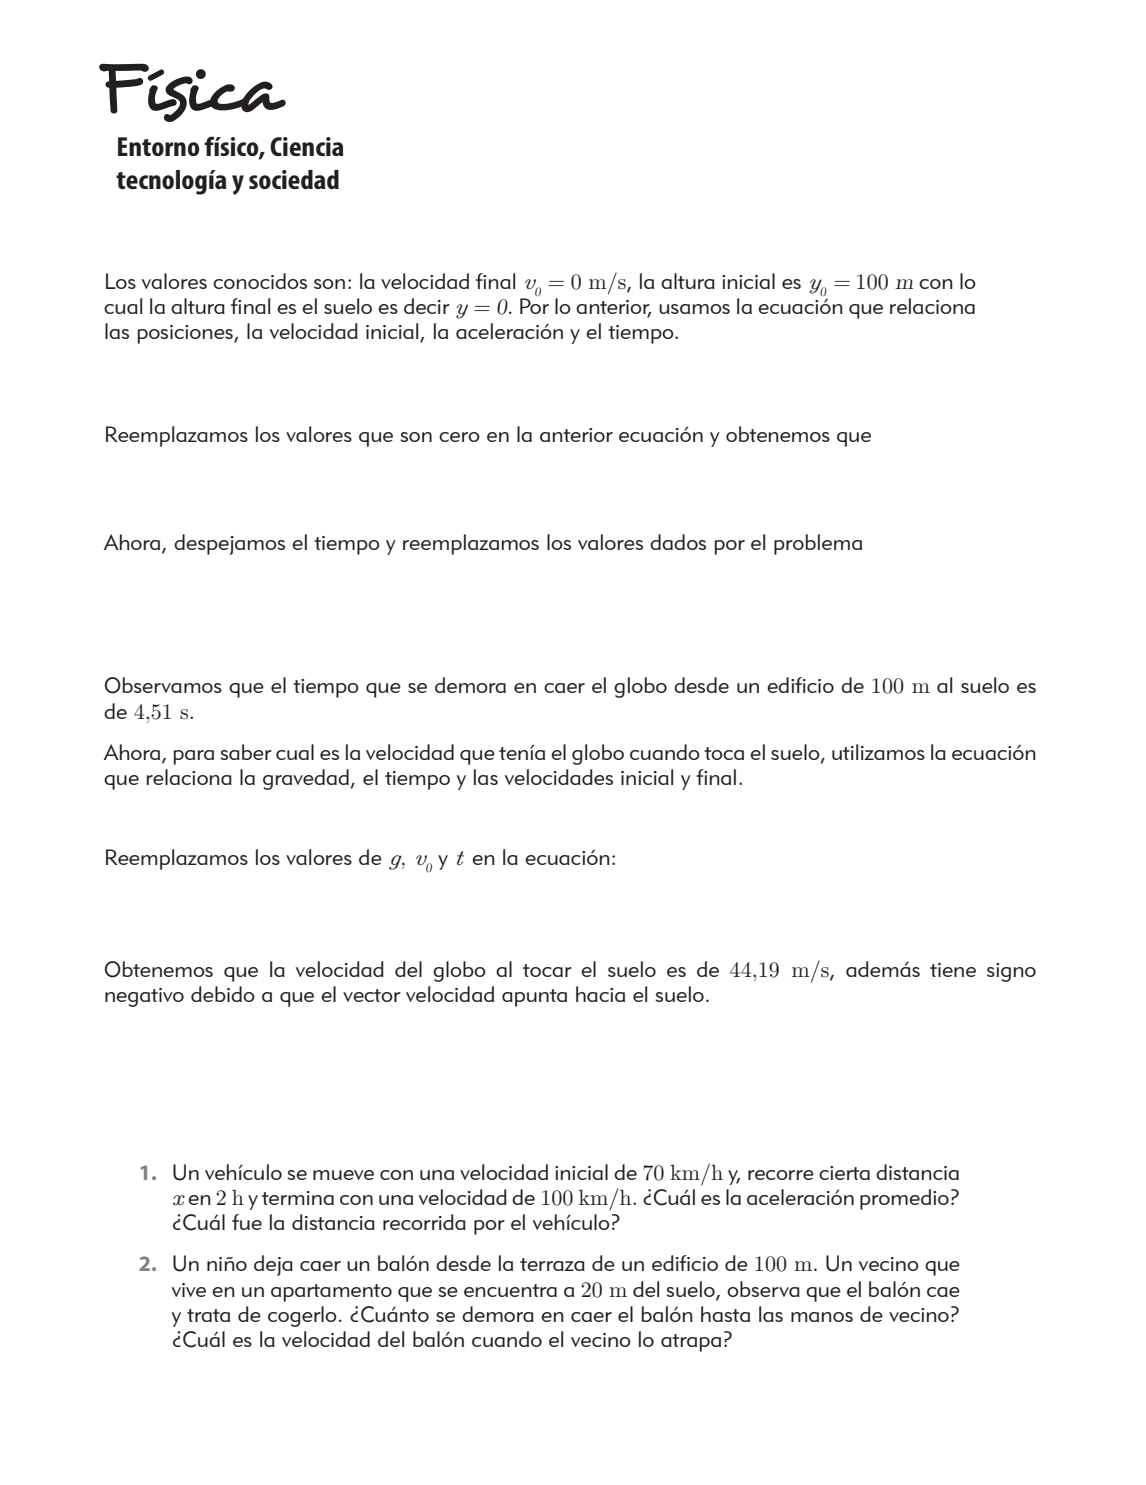 Física
Entorno físico, Ciencia
tecnología y sociedad
Los valores conocidos son: la velocidad final v₀ = 0 m/s, la altura inicial es y₀ = 100 m con lo
cual la altura final es el suelo es decir y = 0. Por lo anterior, usamos la ecuación que relaciona
las posiciones, la velocidad inicial, la aceleración y el tiempo.
Reemplazamos los valores que son cero en la anterior ecuación y obtenemos que
Ahora, despejamos el tiempo y reemplazamos los valores dados por el problema
Observamos que el tiempo que se demora en caer el globo desde un edificio de 100 m al suelo es
de 4,51 s.
Ahora, para saber cual es la velocidad que tenía el globo cuando toca el suelo, utilizamos la ecuación
que relaciona la gravedad, el tiempo y las velocidades inicial y final.
Reemplazamos los valores de g, v₀ y t en la ecuación:
Obtenemos que la velocidad del globo al tocar el suelo es de 44,19 m/s, además tiene signo
negativo debido a que el vector velocidad apunta hacia el suelo.
1. Un vehículo se mueve con una velocidad inicial de 70 km/h y, recorre cierta distancia
x en 2 h y termina con una velocidad de 100 km/h. ¿Cuál es la aceleración promedio?
¿Cuál fue la distancia recorrida por el vehículo?
2. Un niño deja caer un balón desde la terraza de un edificio de 100 m. Un vecino que
vive en un apartamento que se encuentra a 20 m del suelo, observa que el balón cae
y trata de cogerlo. ¿Cuánto se demora en caer el balón hasta las manos de vecino?
¿Cuál es la velocidad del balón cuando el vecino lo atrapa?